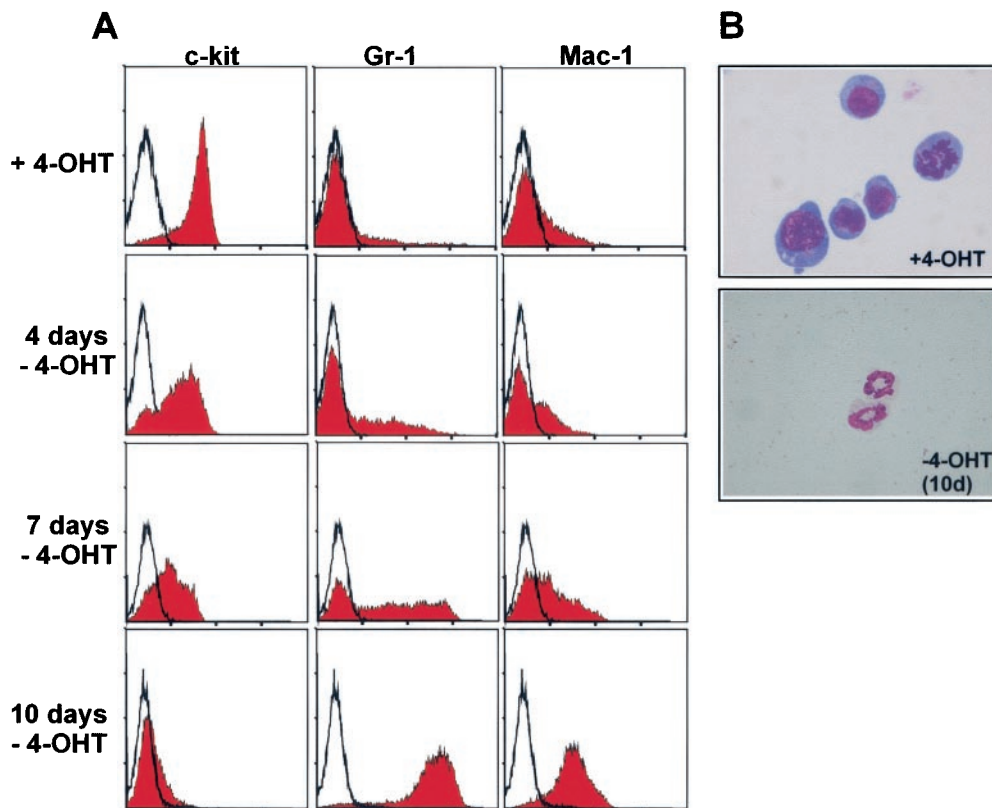 A
B
c-kit Gr-1 Mac-1
+ 4-OHT
4 days
- 4-OHT
7 days
- 4-OHT
10 days
- 4-OHT
+4-OHT
-4-OHT
(10d)